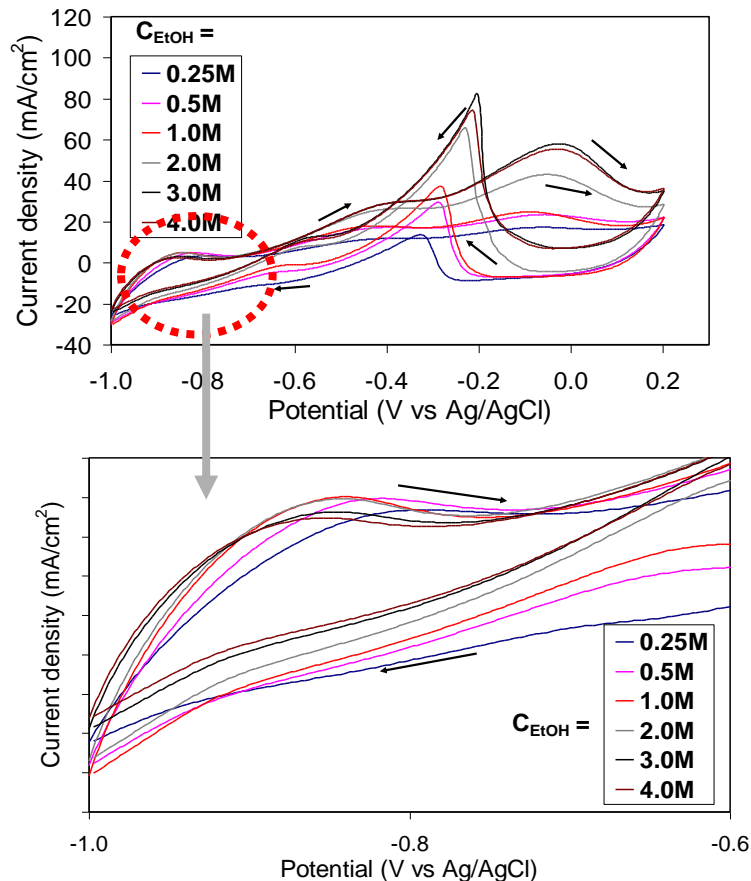 Current density (mA/cm²)
120
100
80
60
40
20
0
-20
-40
C_EtOH =
0.25M
0.5M
1.0M
2.0M
3.0M
4.0M
-1.0 -0.8 -0.6 -0.4 -0.2 0.0 0.2
Potential (V vs Ag/AgCl)
Current density (mA/cm²)
C_EtOH =
0.25M
0.5M
1.0M
2.0M
3.0M
4.0M
-1.0 -0.8 -0.6
Potential (V vs Ag/AgCl)